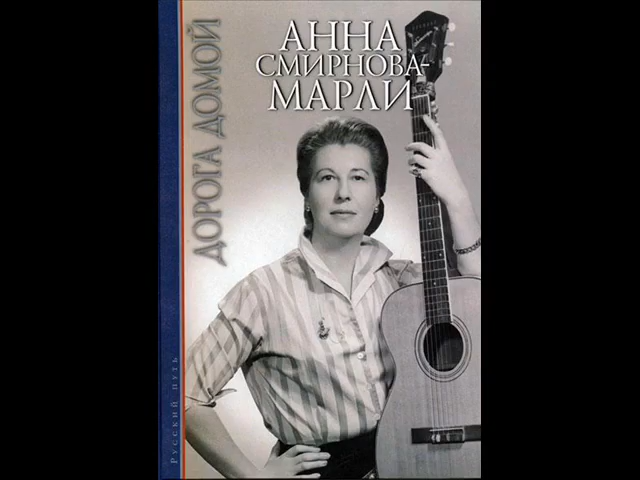 АННА
СМИРНОВА-
МАРЛИ
ДОРОГА ДОМОЙ
Русский путь